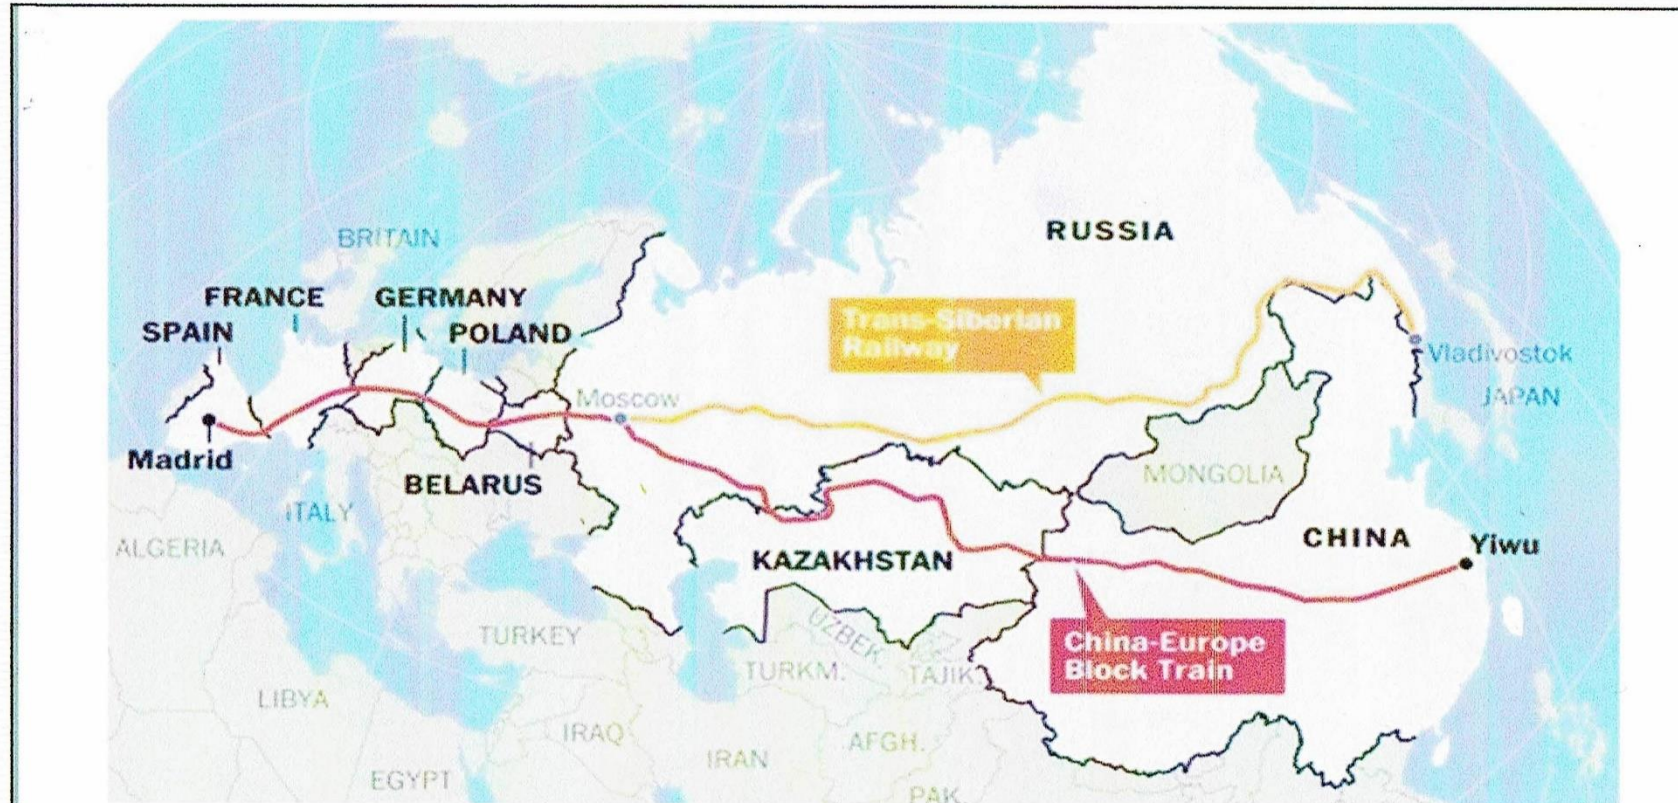 RUSSIA
BRITAIN
FRANCE
GERMANY
SPAIN
POLAND
Trans-Siberian
Railway
Vladivostok
JAPAN
Moscow
Madrid
BELARUS
MONGOLIA
ITALY
ALGERIA
CHINA
Yiwu
KAZAKHSTAN
TURKEY
UZBEK.
China-Europe
Block Train
TURKM.
TAJIK.
LIBYA
IRAQ
IRAN
AFGH.
EGYPT
PAK.